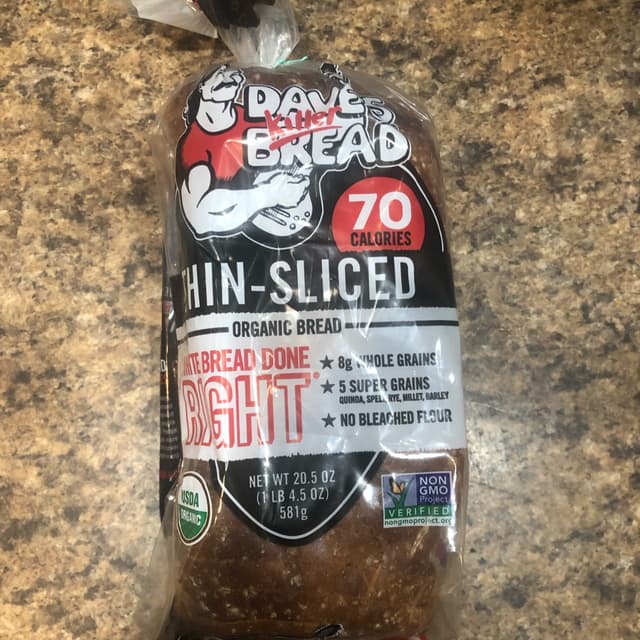 DAVE'S
Killer
BREAD
70
CALORIES
HIN-SLICED
ORGANIC BREAD
ITE BREAD DONE
RIGHT
★ 8g WHOLE GRAINS
★ 5 SUPER GRAINS
QUINOA, SPELT, RYE, MILLET, BARLEY
★ NO BLEACHED FLOUR
NET WT 20.5 OZ
(1 LB 4.5 OZ)
581g
USDA
ORGANIC
NON
GMO
Project
VERIFIED
nongmoproject.org